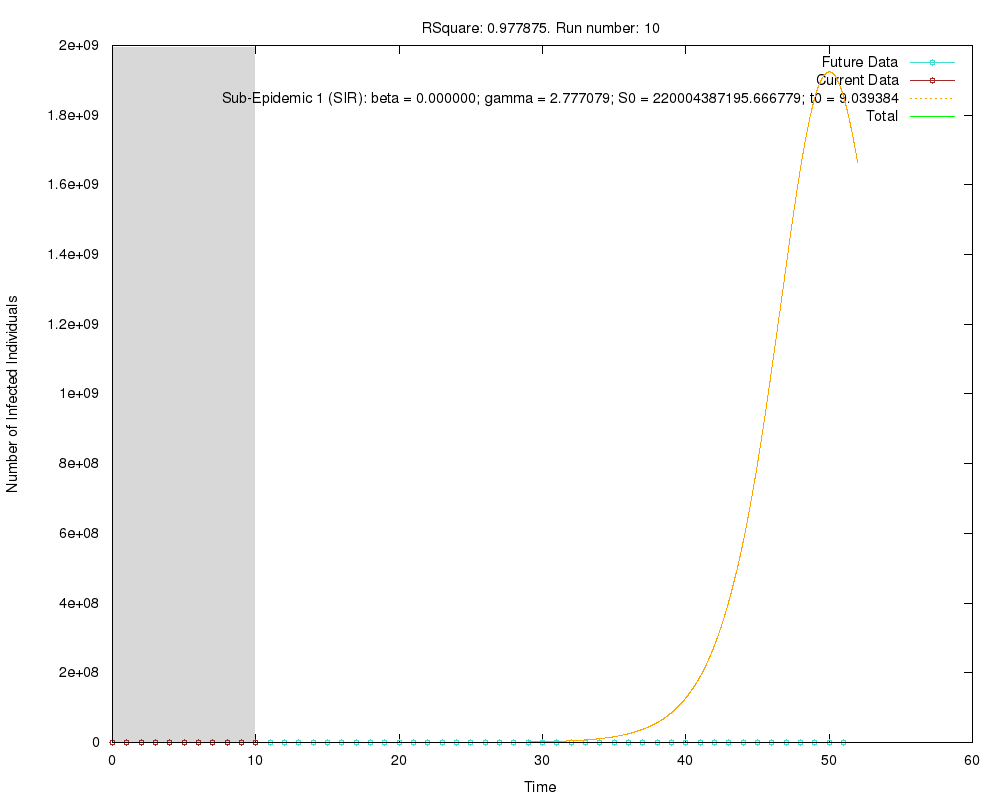 RSquare: 0.977875. Run number: 10
2e+09
Future Data
Current Data
Sub-Epidemic 1 (SIR): beta = 0.000000; gamma = 2.777079; S0 = 220004387195.666779; t0 = 9.039384
Total
1.8e+09
1.6e+09
1.4e+09
1.2e+09
1e+09
8e+08
6e+08
4e+08
2e+08
0
Number of Infected Individuals
0 10 20 30 40 50 60
Time